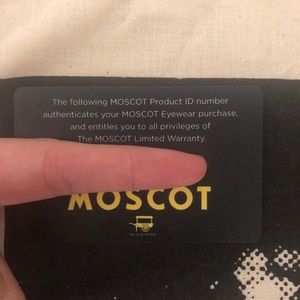 The following MOSCOT Product ID number
authenticates your MOSCOT Eyewear purchase,
and entitles you to all privileges of
The MOSCOT Limited Warranty.
MOSCOT